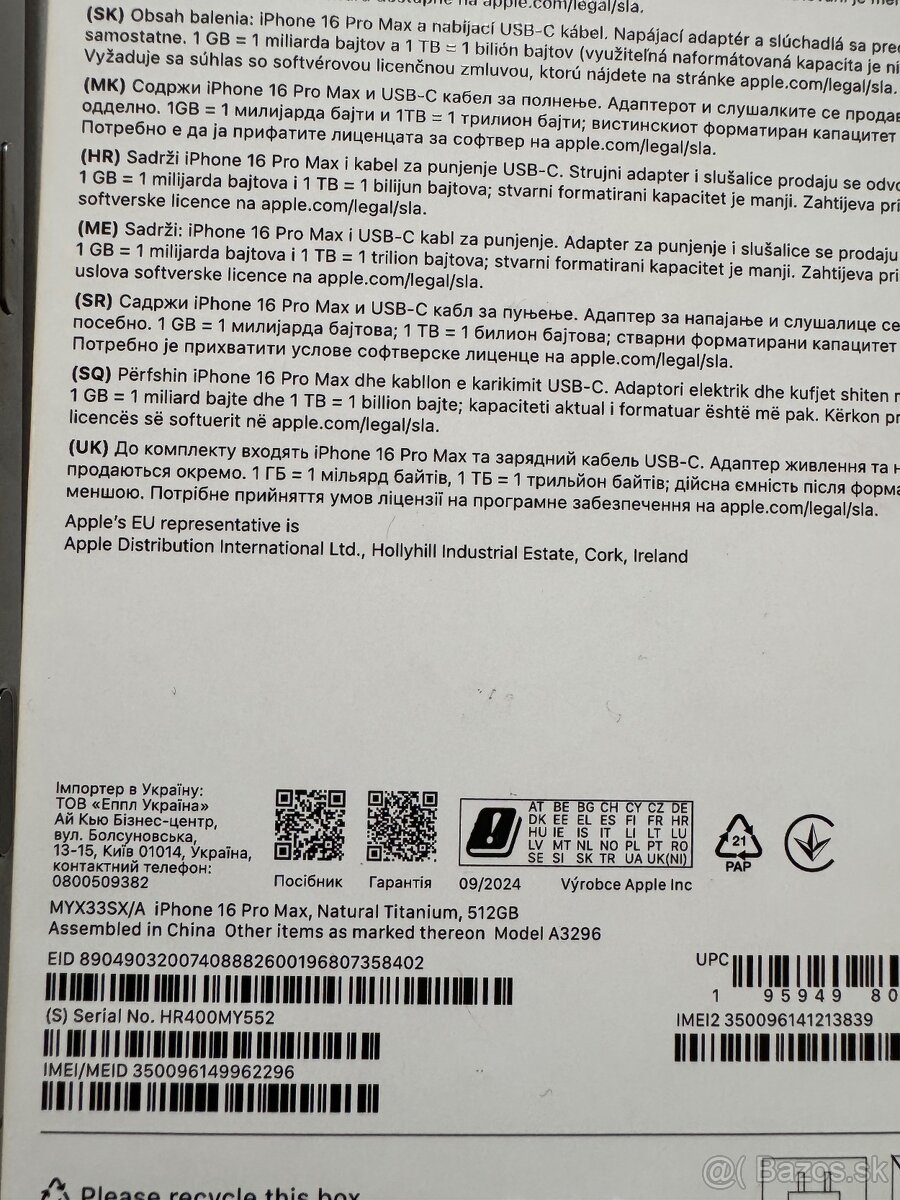 apple.com/legal/sla.
(SK) Obsah balenia: iPhone 16 Pro Max a nabíjací USB-C kábel. Napájací adaptér a slúchadlá sa
samostatne. 1 GB = 1 miliarda bajtov a 1 TB = 1 bilión bajtov (využiteľná naformátovaná kapacita je
Vyžaduje sa súhlas so softvérovou licenčnou zmluvou, ktorú nájdete na stránke apple.com/legal/sla.
(MK) Содржи iPhone 16 Pro Max и USB-C кабел за полнење. Адаптерот и слушалките се
одделно. 1GB = 1 милијарда бајти и 1TB = 1 трилион бајти; вистинскиот форматиран капацитет
Потребно е да ја прифатите лиценцата за софтвер на apple.com/legal/sla.
(HR) Sadrži iPhone 16 Pro Max i kabel za punjenje USB-C. Strujni adapter i slušalice prodaju se
1 GB = 1 milijarda bajtova i 1 TB = 1 bilijun bajtova; stvarni formatirani kapacitet je manji. Zahtijeva
softverske licence na apple.com/legal/sla.
(ME) Sadrži: iPhone 16 Pro Max i USB-C kabl za punjenje. Adapter za punjenje i slušalice se prodaju
1 GB = 1 milijarda bajtova i 1 TB = 1 trilion bajtova; stvarni formatirani kapacitet je manji. Zahtijeva
uslova softverske licence na apple.com/legal/sla.
(SR) Садржи iPhone 16 Pro Max и USB-C кабл за пуњење. Адаптер за напајање и слушалице се
посебно. 1 GB = 1 милијарда бајтова; 1 TB = 1 билион бајтова; стварни форматирани капацитет
Потребно је прихватити услове софтверске лиценце на apple.com/legal/sla.
(SQ) Përfshin iPhone 16 Pro Max dhe kabllon e karikimit USB-C. Adaptori elektrik dhe kufjet shiten
1 GB = 1 miliard bajte dhe 1 TB = 1 billion bajte; kapaciteti aktual i formatuar është më pak. Kërkon
licencës së softuerit në apple.com/legal/sla.
(UK) До комплекту входять iPhone 16 Pro Max та зарядний кабель USB-C. Адаптер живлення та
продаються окремо. 1 ГБ = 1 мільярд байтів, 1 ТБ = 1 трильйон байтів; дійсна ємність після
меншою. Потрібне прийняття умов ліцензії на програмне забезпечення на apple.com/legal/sla.
Apple's EU representative is
Apple Distribution International Ltd., Hollyhill Industrial Estate, Cork, Ireland
Імпортер в Україну:
ТОВ «Еппл Україна»
Ай Кью Бізнес-центр,
вул. Болсуновська,
13-15, Київ 01014, Україна,
контактний телефон:
0800509382
Посібник
Гарантія
AT BE BG CH CY CZ DE
DK EE EL ES FI FR HR
HU IE IS IT LI LT LU
LV MT NL NO PL PT RO
SE SI SK TR UA UK(NI)
09/2024 Výrobce Apple Inc
21
PAP
MYX33SX/A iPhone 16 Pro Max, Natural Titanium, 512GB
Assembled in China Other items as marked thereon Model A3296
EID 89049032007408882600196807358402
(S) Serial No. HR400MY552
IMEI/MEID 350096149962296
UPC
1 95949 80
IMEI2 350096141213839
Please recycle this box
@( Bazos.sk